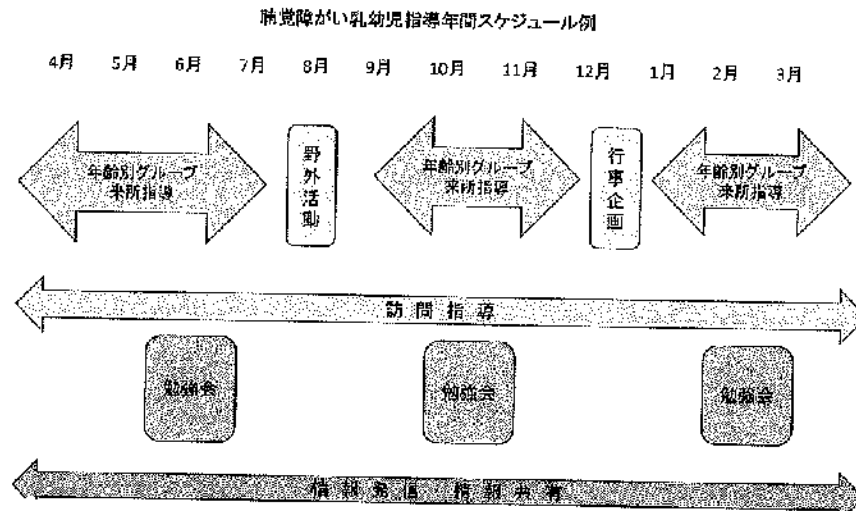 聴覚障がい乳幼児指導年間スケジュール例
4月 5月 6月 7月 8月 9月 10月 11月 12月 1月 2月 3月
年齢別グループ
来所指導
野外活動
年齢別グループ
来所指導
行事企画
年齢別グループ
来所指導
訪問指導
勉強会
勉強会
勉強会
情報発信・情報共有